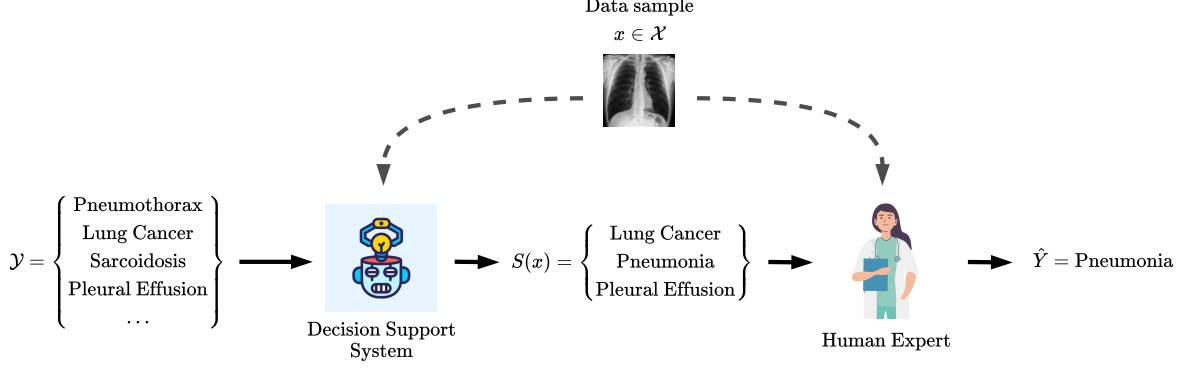 Data sample
x ∈ 𝒳
𝒴 = { Pneumothorax
Lung Cancer
Sarcoidosis
Pleural Effusion
... }
Decision Support
System
S(x) = { Lung Cancer
Pneumonia
Pleural Effusion }
Human Expert
Ŷ = Pneumonia